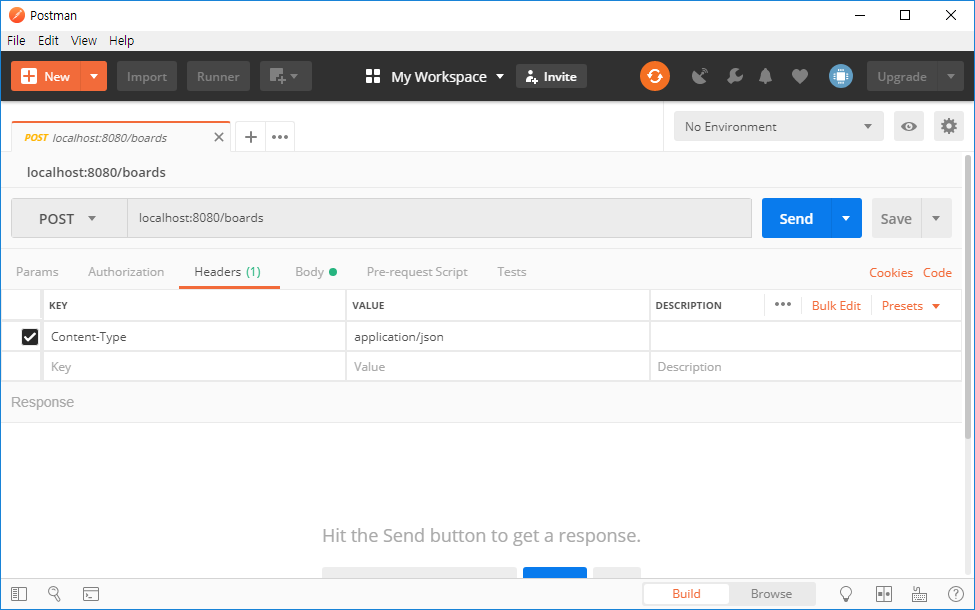 Postman
File Edit View Help
New Import Runner My Workspace Invite Upgrade
POST localhost:8080/boards
No Environment
localhost:8080/boards
POST localhost:8080/boards Send Save
Params Authorization Headers (1) Body Pre-request Script Tests Cookies Code
KEY VALUE DESCRIPTION Bulk Edit Presets
Content-Type application/json
Key Value Description
Response
Hit the Send button to get a response.
Build Browse